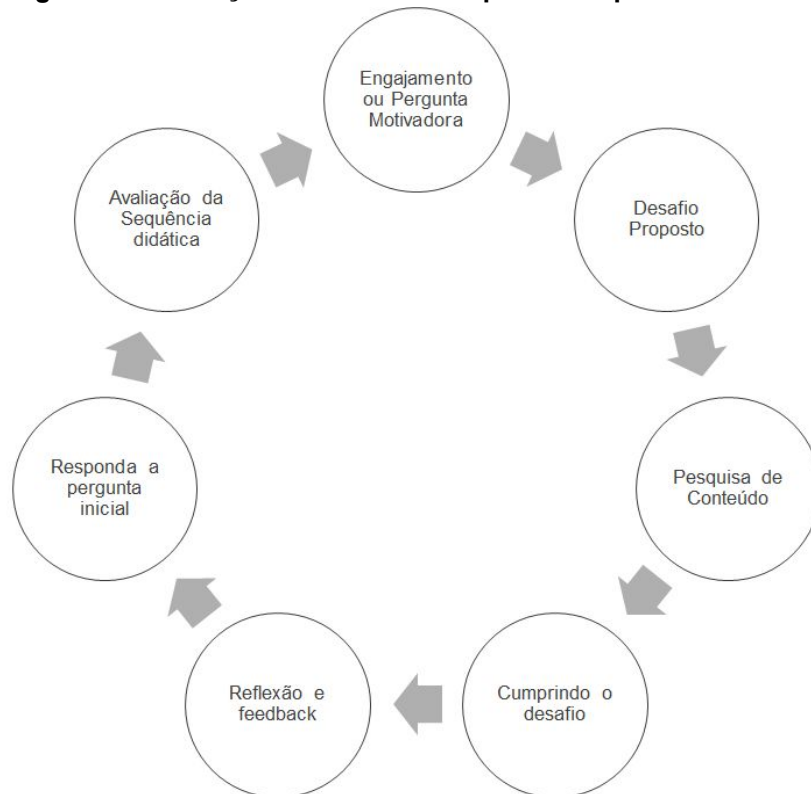 Engajamento
ou Pergunta
Motivadora
Desafio
Proposto
Pesquisa de
Conteúdo
Cumprindo o
desafio
Reflexão e
feedback
Responda a
pergunta
inicial
Avaliação da
Sequência
didática